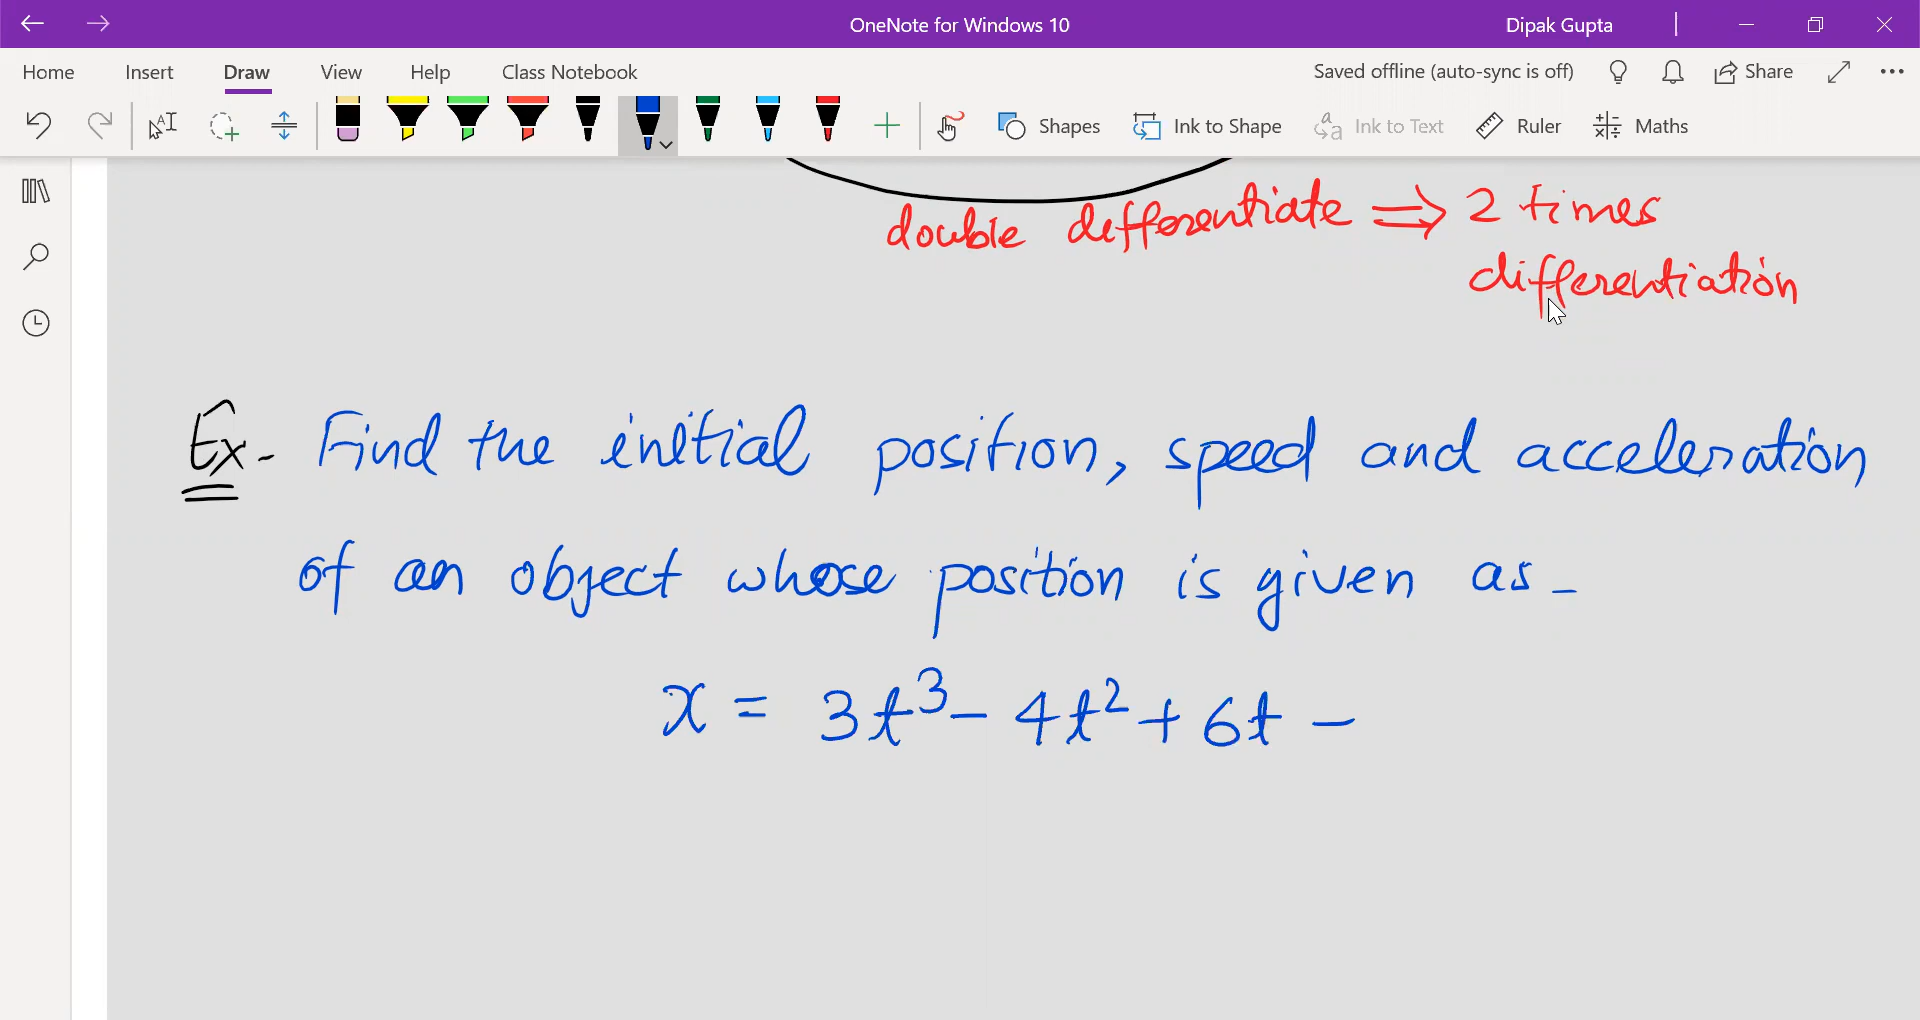 OneNote for Windows 10
Dipak Gupta
Home Insert Draw View Help Class Notebook
Saved offline (auto-sync is off) Share
Shapes Ink to Shape Ink to Text Ruler Maths
double differentiate ⇒ 2 times
differentiation
Ex- Find the initial position, speed and acceleration
of an object whose position is given as -
x = 3t³ - 4t² + 6t -